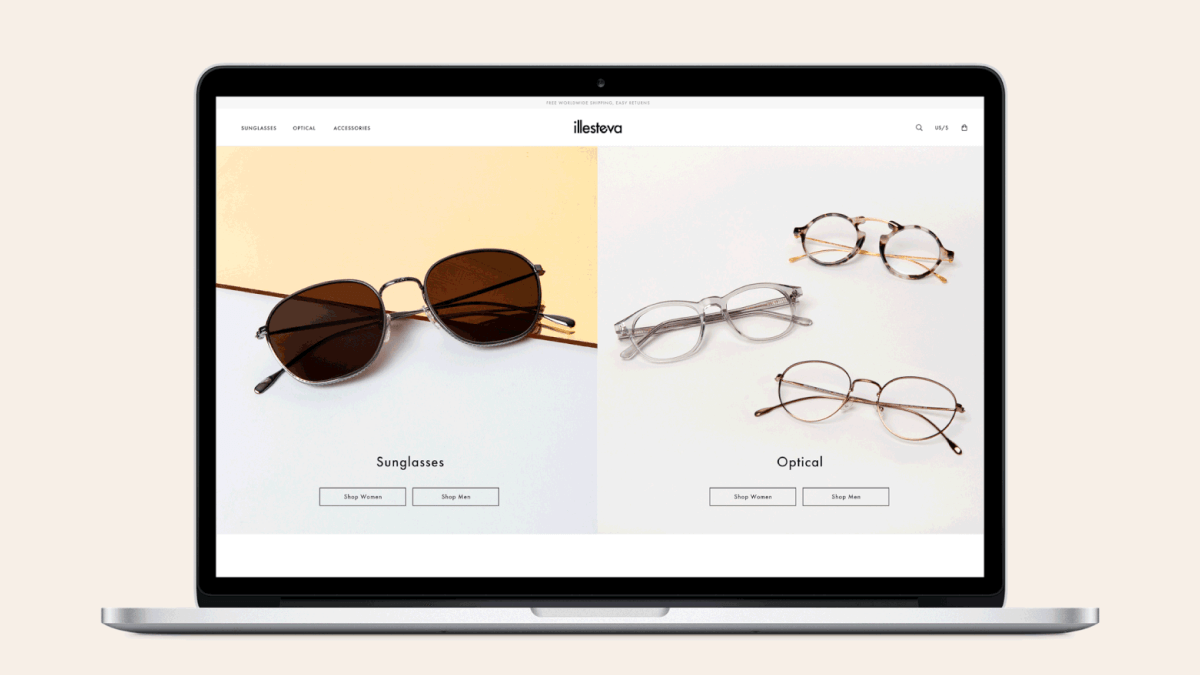 FREE WORLDWIDE SHIPPING, EASY RETURNS
SUNGLASSES OPTICAL ACCESSORIES illesteva US/$
Sunglasses Optical
Shop Women Shop Men Shop Women Shop Men